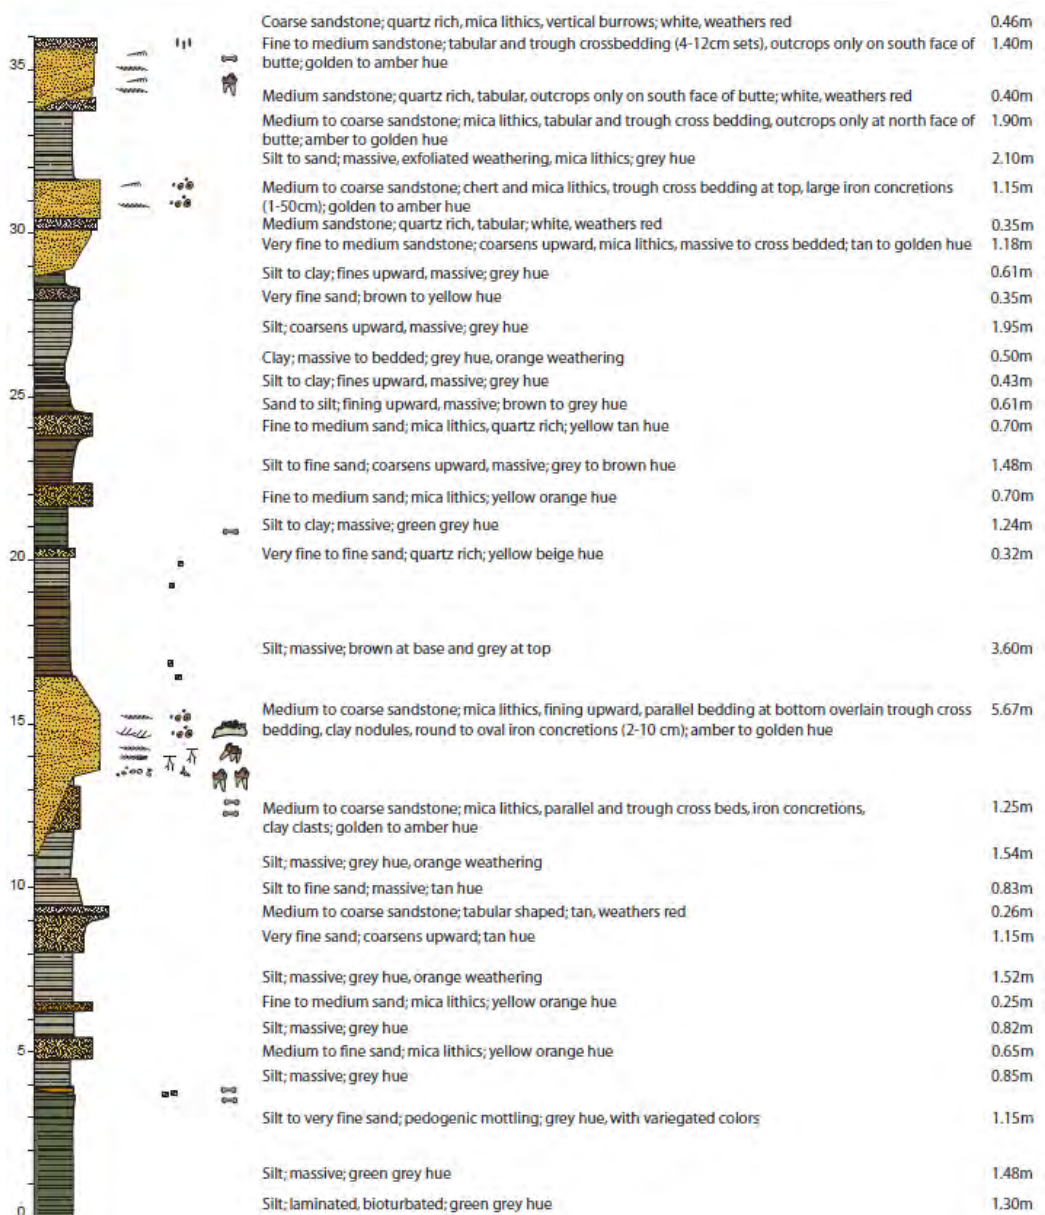 Coarse sandstone; quartz rich, mica lithics, vertical burrows; white, weathers red 0.46m
Fine to medium sandstone; tabular and trough crossbedding (4-12cm sets), outcrops only on south face of 1.40m
35
butte; golden to amber hue
Medium sandstone; quartz rich, tabular, outcrops only on south face of butte; white, weathers red 0.40m
Medium to coarse sandstone; mica lithics, tabular and trough cross bedding, outcrops only at north face of 1.90m
butte; amber to golden hue
Silt to sand; massive, exfoliated weathering, mica lithics; grey hue 2.10m
Medium to coarse sandstone; chert and mica lithics, trough cross bedding at top, large iron concretions 1.15m
(1-50cm); golden to amber hue
Medium sandstone; quartz rich, tabular; white, weathers red 0.35m
30
Very fine to medium sandstone; coarsens upward, mica lithics, massive to cross bedded; tan to golden hue 1.18m
Silt to clay; fines upward, massive; grey hue 0.61m
Very fine sand; brown to yellow hue 0.35m
Silt; coarsens upward, massive; grey hue 1.95m
Clay; massive to bedded; grey hue, orange weathering 0.50m
Silt to clay; fines upward, massive; grey hue 0.43m
25
Sand to silt; fining upward, massive; brown to grey hue 0.61m
Fine to medium sand; mica lithics, quartz rich; yellow tan hue 0.70m
Silt to fine sand; coarsens upward, massive; grey to brown hue 1.48m
Fine to medium sand; mica lithics; yellow orange hue 0.70m
Silt to clay; massive; green grey hue 1.24m
20
Very fine to fine sand; quartz rich; yellow beige hue 0.32m
Silt; massive; brown at base and grey at top 3.60m
Medium to coarse sandstone; mica lithics, fining upward, parallel bedding at bottom overlain trough cross 5.67m
15
bedding, clay nodules, round to oval iron concretions (2-10 cm); amber to golden hue
Medium to coarse sandstone; mica lithics, parallel and trough cross beds, iron concretions, 1.25m
clay clasts; golden to amber hue
Silt; massive; grey hue, orange weathering 1.54m
10
Silt to fine sand; massive; tan hue 0.83m
Medium to coarse sandstone; tabular shaped; tan, weathers red 0.26m
Very fine sand; coarsens upward; tan hue 1.15m
Silt; massive; grey hue, orange weathering 1.52m
Fine to medium sand; mica lithics; yellow orange hue 0.25m
Silt; massive; grey hue 0.82m
5
Medium to fine sand; mica lithics; yellow orange hue 0.65m
Silt; massive; grey hue 0.85m
Silt to very fine sand; pedogenic mottling; grey hue, with variegated colors 1.15m
Silt; massive; green grey hue 1.48m
Silt; laminated, bioturbated; green grey hue 1.30m
0